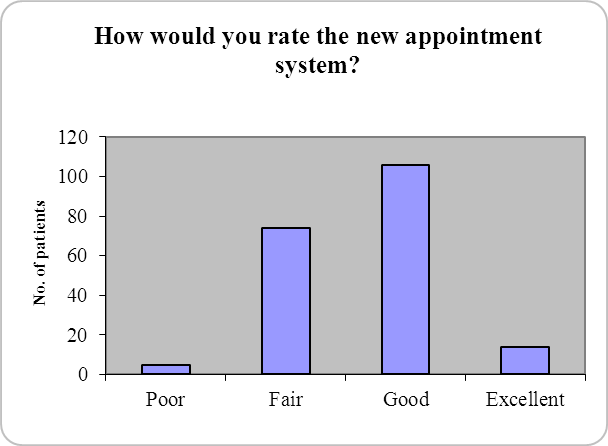 How would you rate the new appointment
system?
120
100
80
60
40
20
0
No. of patients
Poor Fair Good Excellent